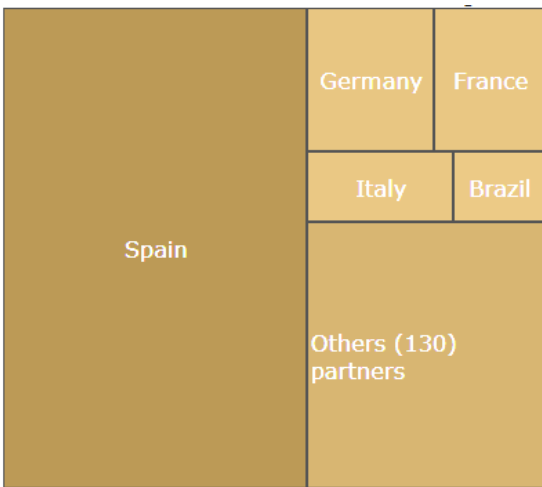 Germany
France
Italy
Brazil
Spain
Others (130)
partners